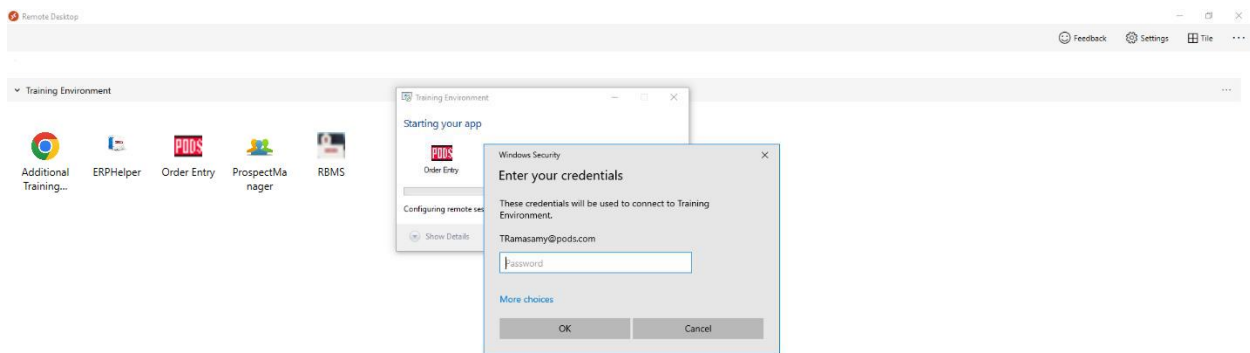 Remote Desktop
Feedback
Settings
Tile
Training Environment
Additional
Training...
ERPHelper
PODS
Order Entry
ProspectMa
nager
RBMS
Training Environment
Starting your app
PODS
Order Entry
Configuring remote ses
Show Details
Windows Security
Enter your credentials
These credentials will be used to connect to Training
Environment.
TRamasamy@pods.com
Password
More choices
OK
Cancel